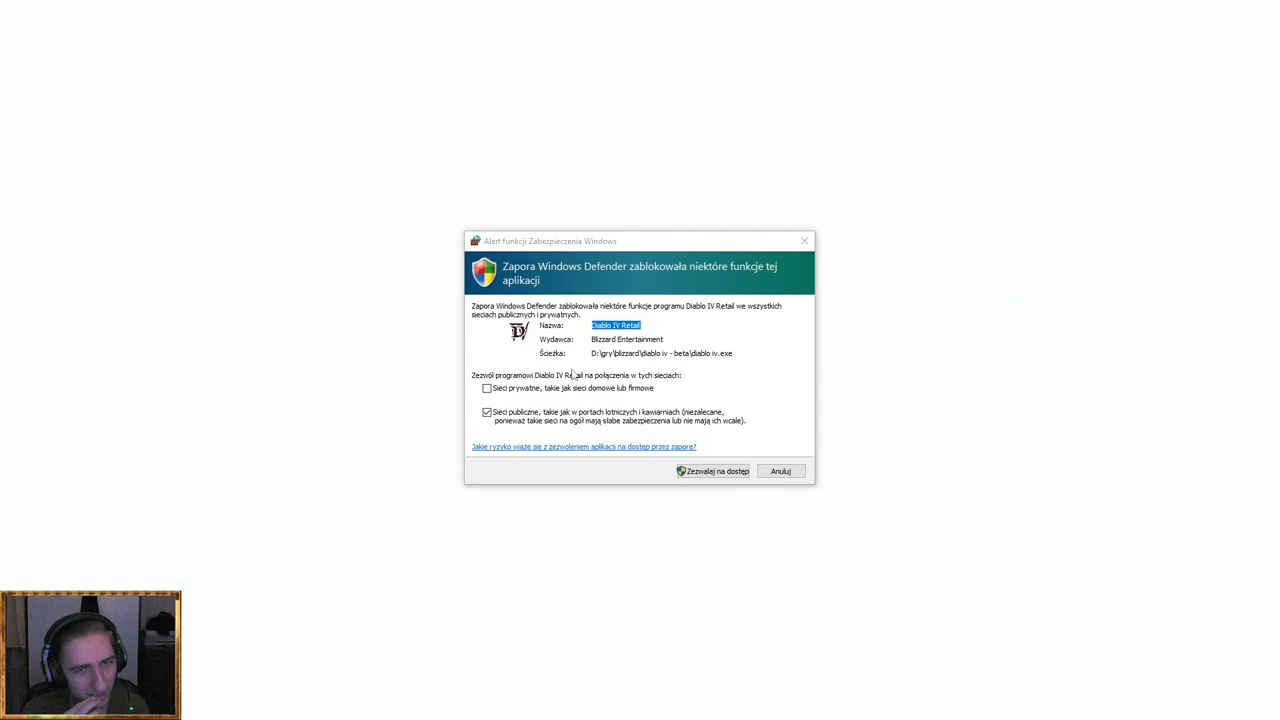 Alert funkcji Zabezpieczenia Windows
Zapora Windows Defender zablokowała niektóre funkcje tej
aplikacji
Zapora Windows Defender zablokowała niektóre funkcje programu Diablo IV Retail we wszystkich
sieciach publicznych i prywatnych.
Nazwa: Diablo IV Retail
Wydawca: Blizzard Entertainment
Ścieżka: D:\gry\blizzard\diablo iv - beta\diablo iv.exe
Zezwól programowi Diablo IV Retail na połączenia w tych sieciach:
Sieci prywatne, takie jak sieci domowe lub firmowe
Sieci publiczne, takie jak w portach lotniczych i kawiarniach (niezalecane,
ponieważ takie sieci na ogół mają słabe zabezpieczenia lub nie mają ich wcale).
Jakie ryzyko wiąże się z zezwoleniem aplikacji na dostęp przez zaporę?
Zezwalaj na dostęp Anuluj